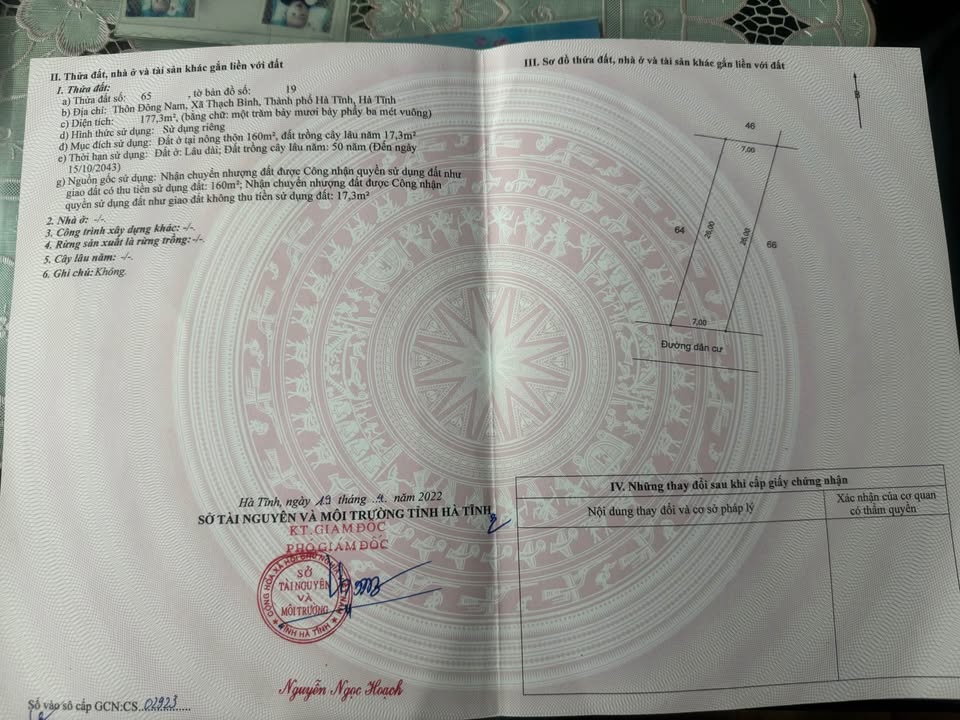 II. Thửa đất, nhà ở và tài sản khác gắn liền với đất
1. Thửa đất:
a) Thửa đất số: 65 , tờ bản đồ số: 19
b) Địa chỉ: Thôn Đông Nam, Xã Thạch Bình, Thành phố Hà Tĩnh, Hà Tĩnh
c) Diện tích: 177,3m², (bằng chữ: một trăm bảy mươi bảy phẩy ba mét vuông)
d) Hình thức sử dụng: Sử dụng riêng
đ) Mục đích sử dụng: Đất ở tại nông thôn 160m², đất trồng cây lâu năm 17,3m²
e) Thời hạn sử dụng: Đất ở: Lâu dài; Đất trồng cây lâu năm: 50 năm (Đến ngày
15/10/2043)
g) Nguồn gốc sử dụng: Nhận chuyển nhượng đất được Công nhận quyền sử dụng đất như
giao đất có thu tiền sử dụng đất: 160m²; Nhận chuyển nhượng đất được Công nhận
quyền sử dụng đất như giao đất không thu tiền sử dụng đất: 17,3m²
2. Nhà ở: -/-.
3. Công trình xây dựng khác: -/-.
4. Rừng sản xuất là rừng trồng: -/-.
5. Cây lâu năm: -/-.
6. Ghi chú: Không.
Hà Tĩnh, ngày 19 tháng năm 2022
SỞ TÀI NGUYÊN VÀ MÔI TRƯỜNG TỈNH HÀ TĨNH
KT. GIÁM ĐỐC
PHÓ GIÁM ĐỐC
SỞ
TÀI NGUYÊN
VÀ
MÔI TRƯỜNG
TỈNH HÀ TĨNH
Nguyễn Ngọc Hoạch
Số vào sổ cấp GCN:CS 02923
III. Sơ đồ thửa đất, nhà ở và tài sản khác gắn liền với đất
B
46
7,00
64
26,00
26,00
66
7,00
Đường dân cư
IV. Những thay đổi sau khi cấp giấy chứng nhận
Nội dung thay đổi và cơ sở pháp lý
Xác nhận của cơ quan
có thẩm quyền